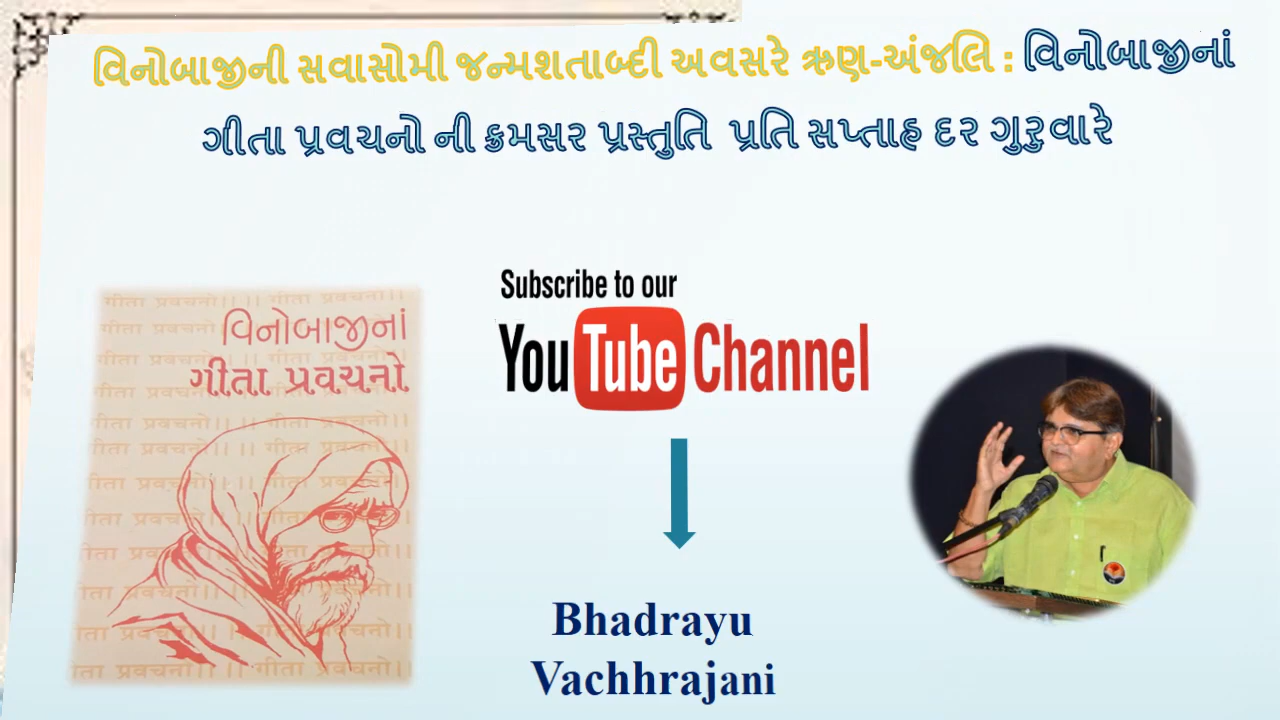 વિનોબાજીની સવાસોમી જન્મશતાબ્દી અવસરે ઋણ-અંજલિ : વિનોબાજીનાં
ગીતા પ્રવચનો ની ક્રમસર પ્રસ્તુતિ પ્રતિ સપ્તાહ દર ગુરુવારે
Subscribe to our
YouTube Channel
વિનોબાજીનાં
ગીતા પ્રવચનો
Bhadrayu
Vachhrajani